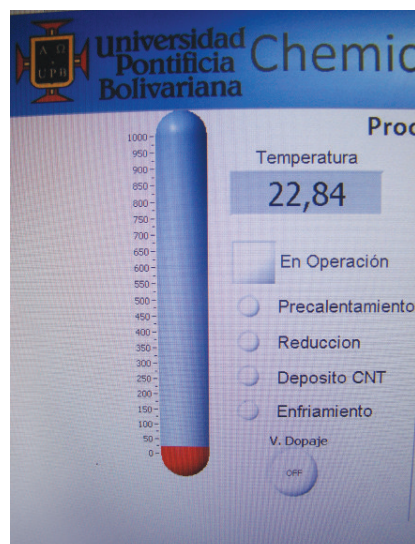 A Ω
UPB
Universidad
Pontificia
Bolivariana
Chemic
Proc
Temperatura
22,84
1000
950
900
850
800
750
700
650
600
550
500
450
400
350
300
250
200
150
100
50
0
En Operación
Precalentamiento
Reduccion
Deposito CNT
Enfriamiento
V. Dopaje
OFF